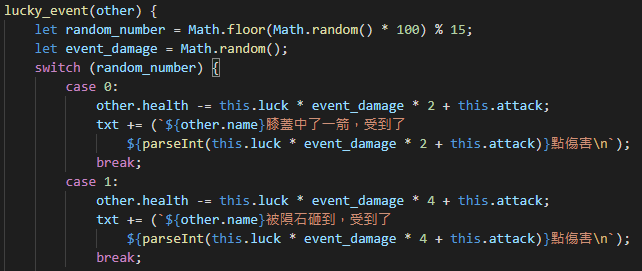 lucky_event(other) {
    let random_number = Math.floor(Math.random() * 100) % 15;
    let event_damage = Math.random();
    switch (random_number) {
        case 0:
            other.health -= this.luck * event_damage * 2 + this.attack;
            txt += (`${other.name}膝蓋中了一箭，受到了
                ${parseInt(this.luck * event_damage * 2 + this.attack)}點傷害\n`);
            break;
        case 1:
            other.health -= this.luck * event_damage * 4 + this.attack;
            txt += (`${other.name}被隕石砸到，受到了
                ${parseInt(this.luck * event_damage * 4 + this.attack)}點傷害\n`);
            break;